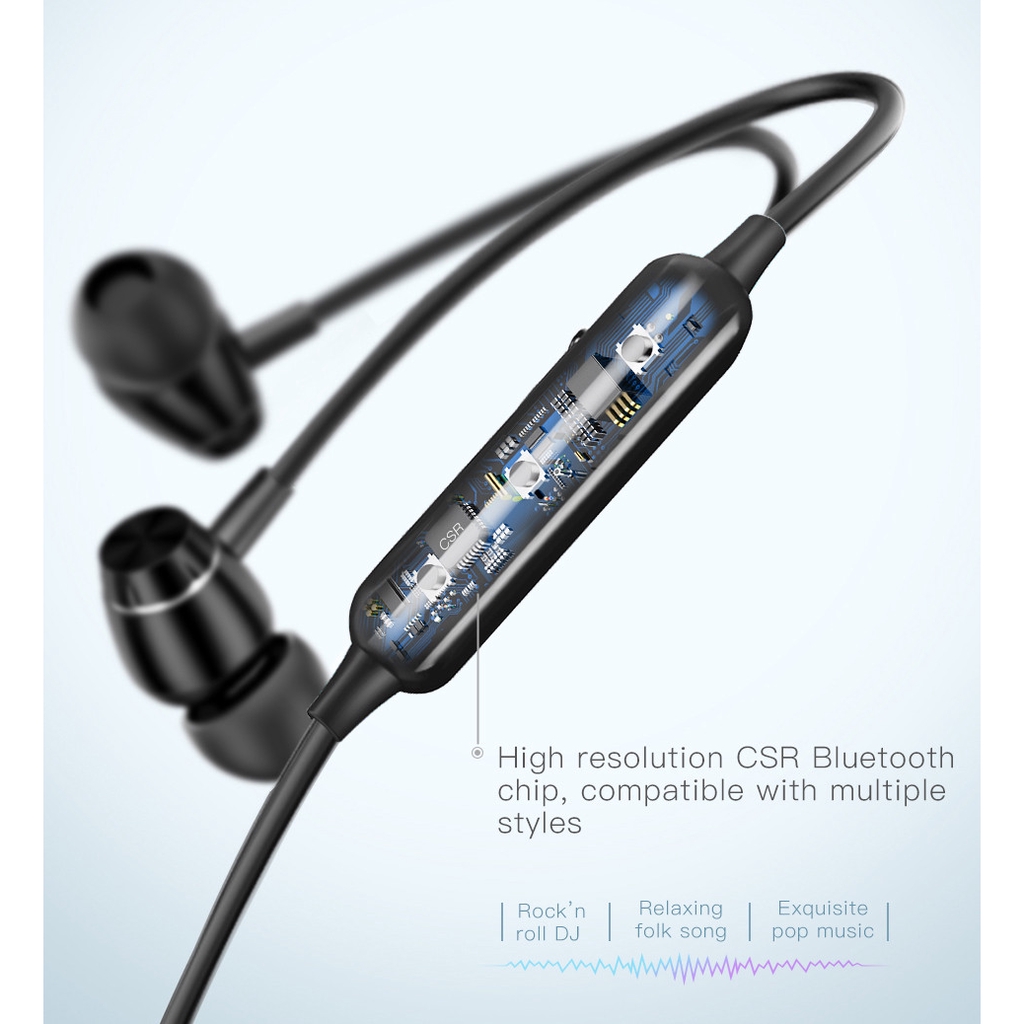 CSR
High resolution CSR Bluetooth
chip, compatible with multiple
styles
Rock'n
roll DJ
Relaxing
folk song
Exquisite
pop music